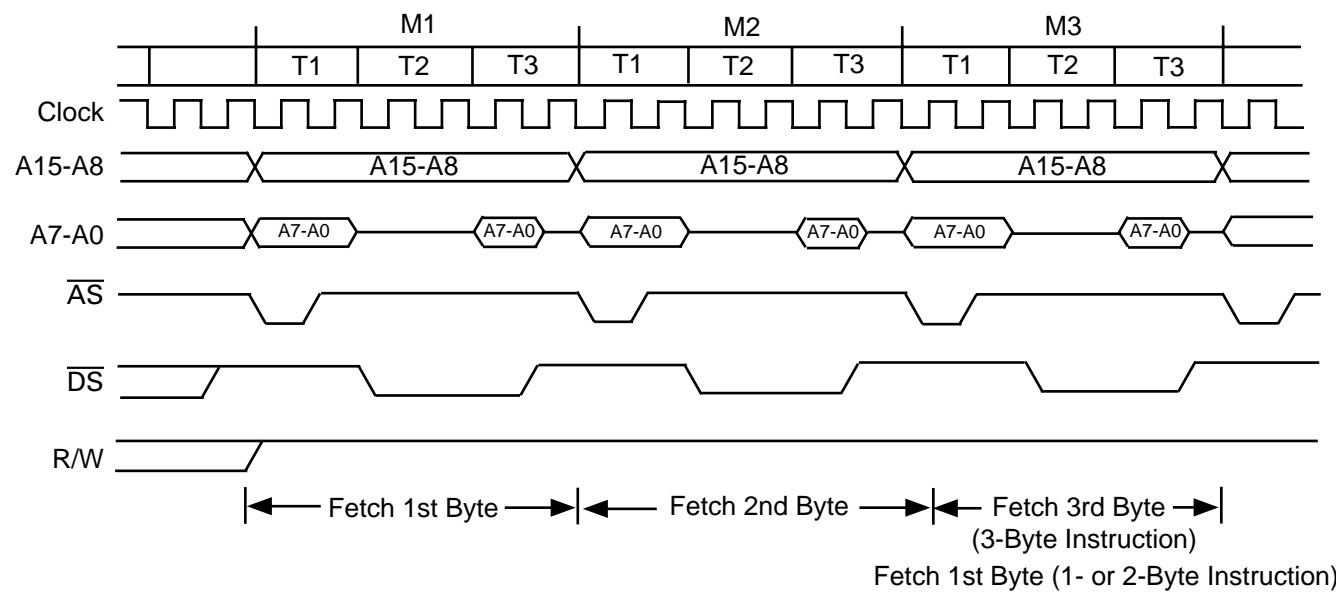 M1 M2 M3
T1 T2 T3 T1 T2 T3 T1 T2 T3
Clock
A15-A8 A15-A8 A15-A8 A15-A8
A7-A0 A7-A0 A7-A0 A7-A0 A7-A0 A7-A0 A7-A0
AS
DS
R/W
Fetch 1st Byte Fetch 2nd Byte Fetch 3rd Byte
(3-Byte Instruction)
Fetch 1st Byte (1- or 2-Byte Instruction)